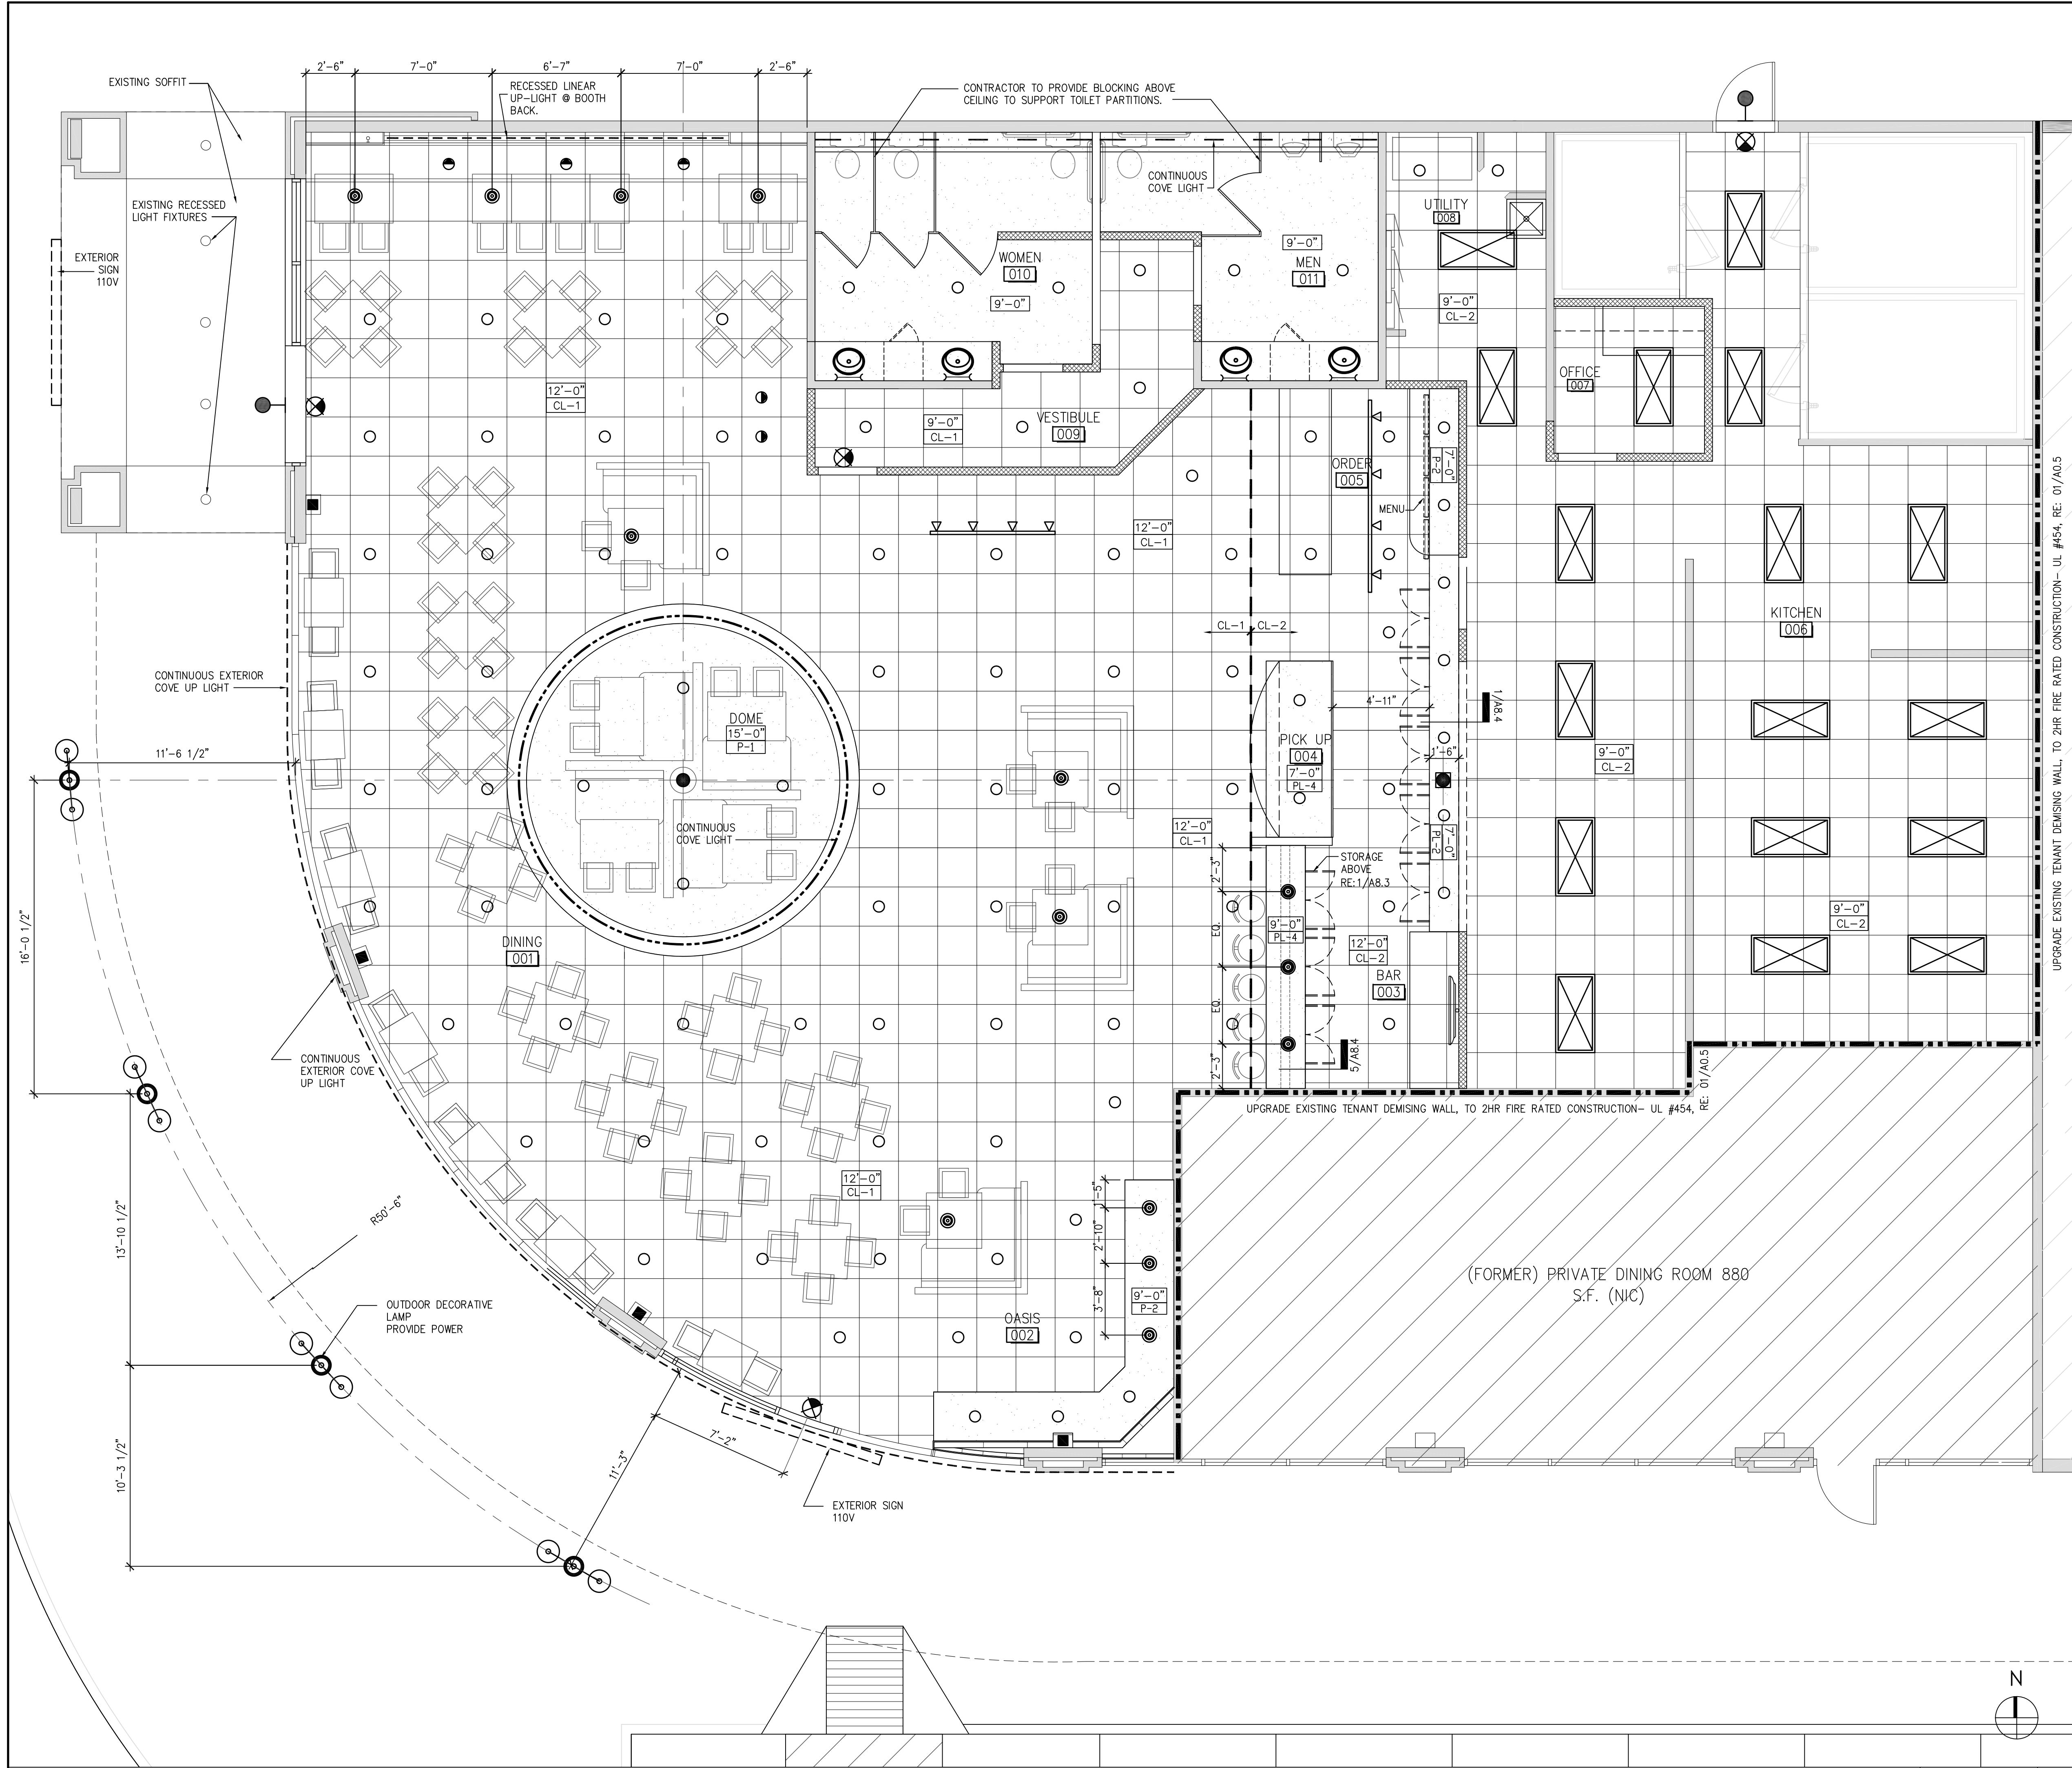 2'-6"
7'-0"
6'-7"
7'-0"
2'-6"
EXISTING SOFFIT
RECESSED LINEAR
UP-LIGHT @ BOOTH
BACK.
CONTRACTOR TO PROVIDE BLOCKING ABOVE
CEILING TO SUPPORT TOILET PARTITIONS.
CONTINUOUS
COVE LIGHT
EXISTING RECESSED
LIGHT FIXTURES
EXTERIOR
SIGN
110V
UTILITY
008
WOMEN
010
9'-0"
9'-0"
MEN
011
9'-0"
CL-2
OFFICE
007
12'-0"
CL-1
9'-0"
CL-1
VESTIBULE
009
ORDER
005
7'-0"
P-2
MENU
12'-0"
CL-1
KITCHEN
006
CL-1
CL-2
UPGRADE EXISTING TENANT DEMISING WALL, TO 2HR FIRE RATED CONSTRUCTION- UL #454, RE: 01/A0.5
CONTINUOUS EXTERIOR
COVE UP LIGHT
DOME
15'-0"
P-1
4'-11"
1/A8.4
PICK UP
004
7'-0"
PL-4
1'-6"
9'-0"
CL-2
11'-6 1/2"
CONTINUOUS
COVE LIGHT
12'-0"
CL-1
7'-0"
PL-2
STORAGE
ABOVE
RE:1/A8.3
2'-3"
EQ.
EQ.
2'-3"
9'-0"
PL-4
9'-0"
CL-2
16'-0 1/2"
DINING
001
12'-0"
CL-2
BAR
003
5/A8.4
CONTINUOUS
EXTERIOR COVE
UP LIGHT
UPGRADE EXISTING TENANT DEMISING WALL, TO 2HR FIRE RATED CONSTRUCTION- UL #454,
RE: 01/A0.5
12'-0"
CL-1
1'-5"
2'-10"
3'-8"
13'-10 1/2"
R50'-6"
9'-0"
P-2
(FORMER) PRIVATE DINING ROOM 880
S.F. (NIC)
OUTDOOR DECORATIVE
LAMP
PROVIDE POWER
OASIS
002
7'-2"
11'-3"
10'-3 1/2"
EXTERIOR SIGN
110V
N